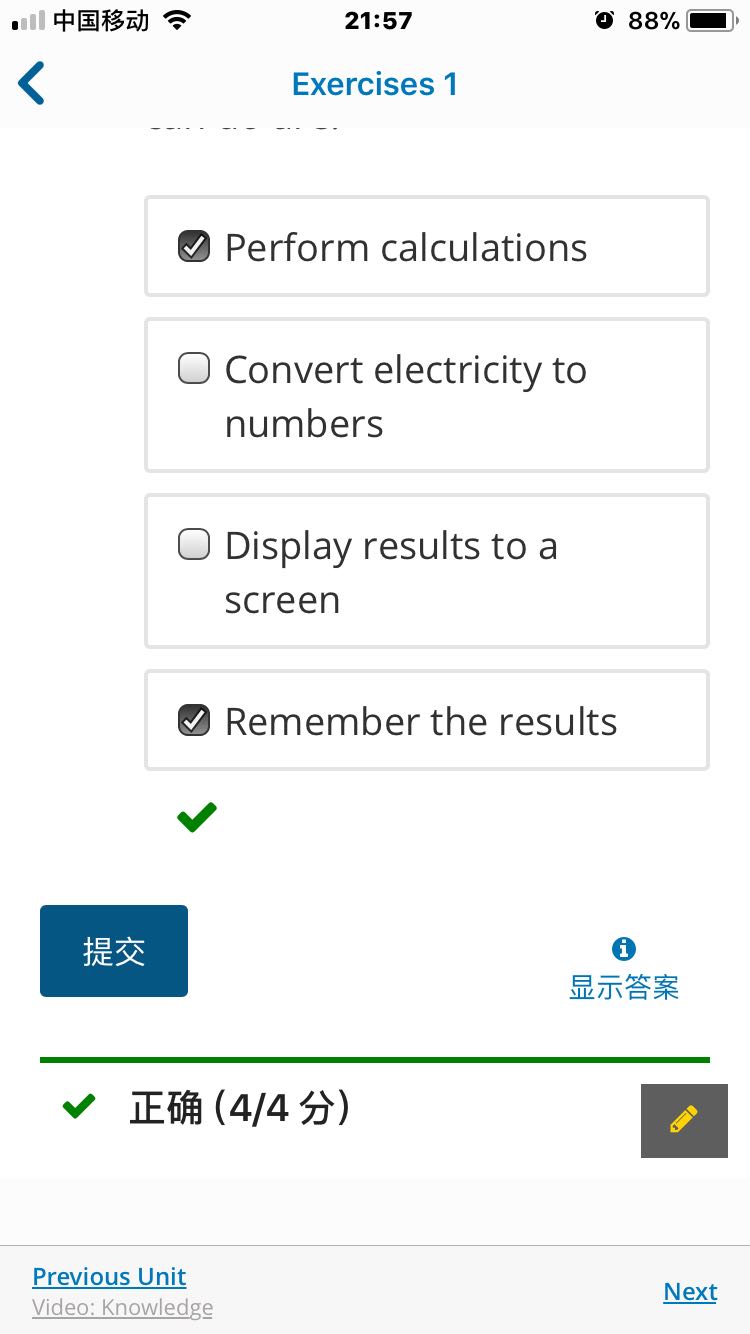 中国移动 21:57 88%
Exercises 1
Perform calculations
Convert electricity to
numbers
Display results to a
screen
Remember the results
提交
显示答案
正确 (4/4 分)
Previous Unit
Video: Knowledge
Next